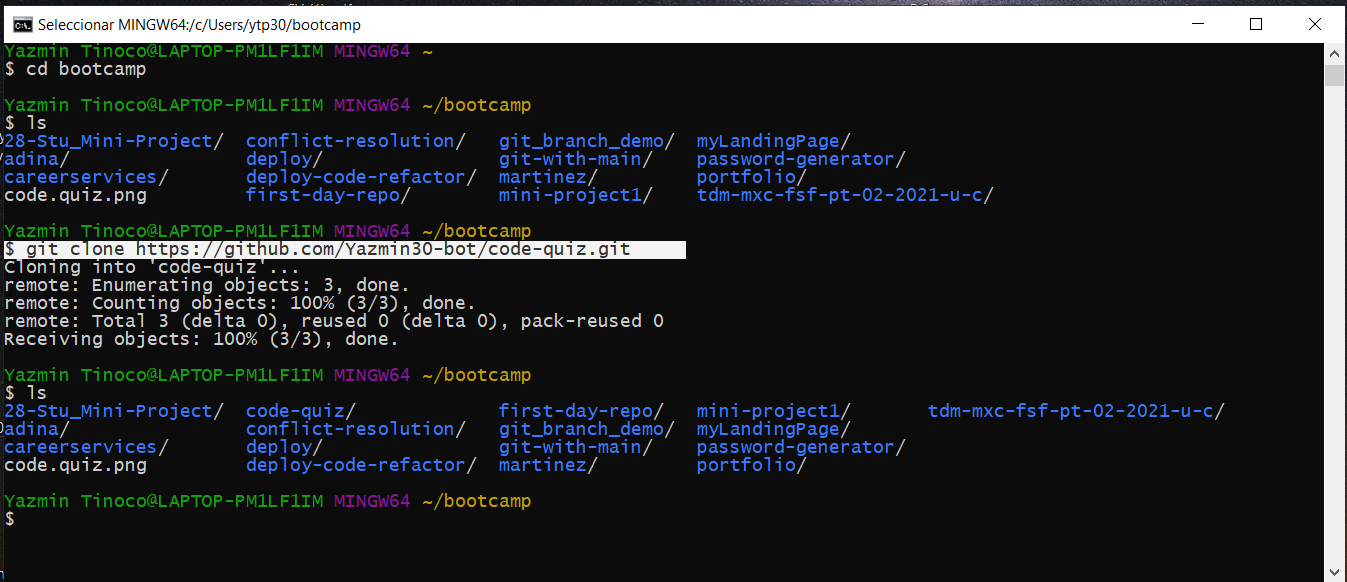 Seleccionar MINGW64:/c/Users/ytp30/bootcamp
Yazmin Tinoco@LAPTOP-PM1LF1IM MINGW64 ~
$ cd bootcamp
Yazmin Tinoco@LAPTOP-PM1LF1IM MINGW64 ~/bootcamp
$ ls
28-Stu_Mini-Project/  conflict-resolution/   git_branch_demo/  myLandingPage/
adina/                deploy/                git-with-main/    password-generator/
careerservices/       deploy-code-refactor/  martinez/         portfolio/
code.quiz.png         first-day-repo/        mini-project1/    tdm-mxc-fsf-pt-02-2021-u-c/
Yazmin Tinoco@LAPTOP-PM1LF1IM MINGW64 ~/bootcamp
$ git clone https://github.com/Yazmin30-bot/code-quiz.git
Cloning into 'code-quiz'...
remote: Enumerating objects: 3, done.
remote: Counting objects: 100% (3/3), done.
remote: Total 3 (delta 0), reused 0 (delta 0), pack-reused 0
Receiving objects: 100% (3/3), done.
Yazmin Tinoco@LAPTOP-PM1LF1IM MINGW64 ~/bootcamp
$ ls
28-Stu_Mini-Project/  code-quiz/             first-day-repo/   mini-project1/       tdm-mxc-fsf-pt-02-2021-u-c/
adina/                conflict-resolution/   git_branch_demo/  myLandingPage/
careerservices/       deploy/                git-with-main/    password-generator/
code.quiz.png         deploy-code-refactor/  martinez/         portfolio/
Yazmin Tinoco@LAPTOP-PM1LF1IM MINGW64 ~/bootcamp
$